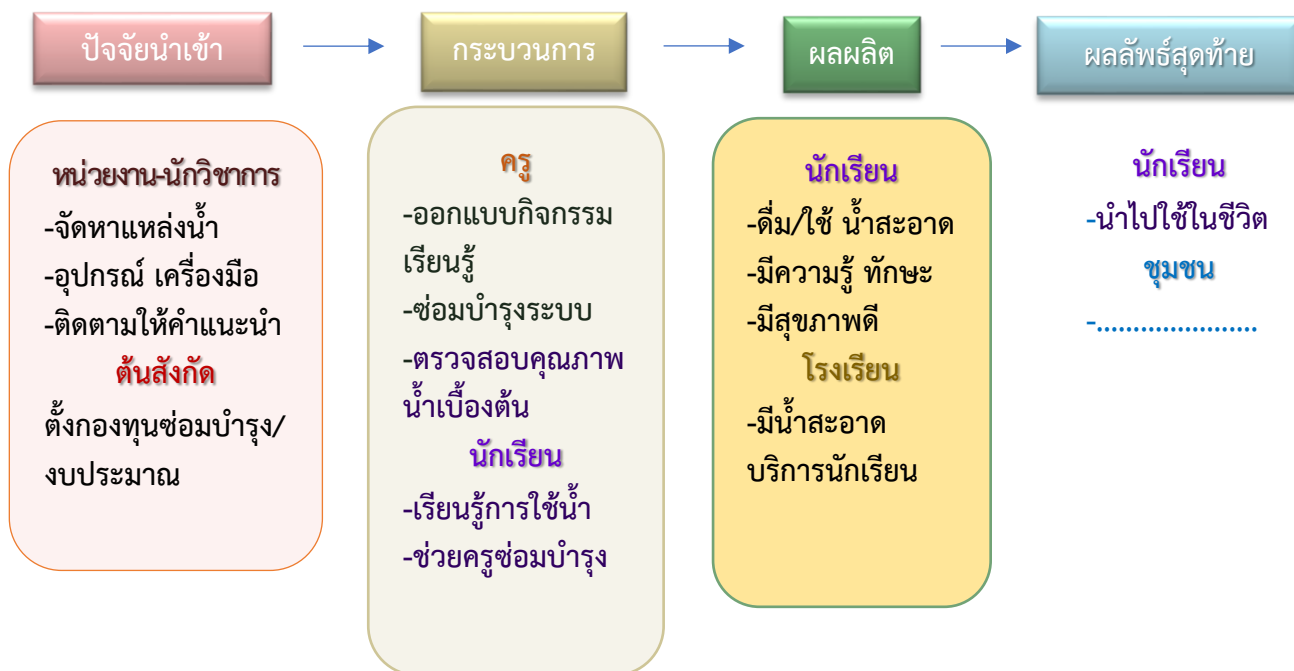 ปัจจัยนำเข้า
กระบวนการ
ผลผลิต
ผลลัพธ์สุดท้าย
หน่วยงาน-นักวิชาการ
-จัดหาแหล่งน้ำ
-อุปกรณ์ เครื่องมือ
-ติดตามให้คำแนะนำ
ต้นสังกัด
ตั้งกองทุนซ่อมบำรุง/
งบประมาณ
ครู
-ออกแบบกิจกรรม
เรียนรู้
-ซ่อมบำรุงระบบ
-ตรวจสอบคุณภาพ
น้ำเบื้องต้น
นักเรียน
-เรียนรู้การใช้น้ำ
-ช่วยครูซ่อมบำรุง
นักเรียน
-ดื่ม/ใช้ น้ำสะอาด
-มีความรู้ ทักษะ
-มีสุขภาพดี
โรงเรียน
-มีน้ำสะอาด
บริการนักเรียน
นักเรียน
-นำไปใช้ในชีวิต
ชุมชน
-......................